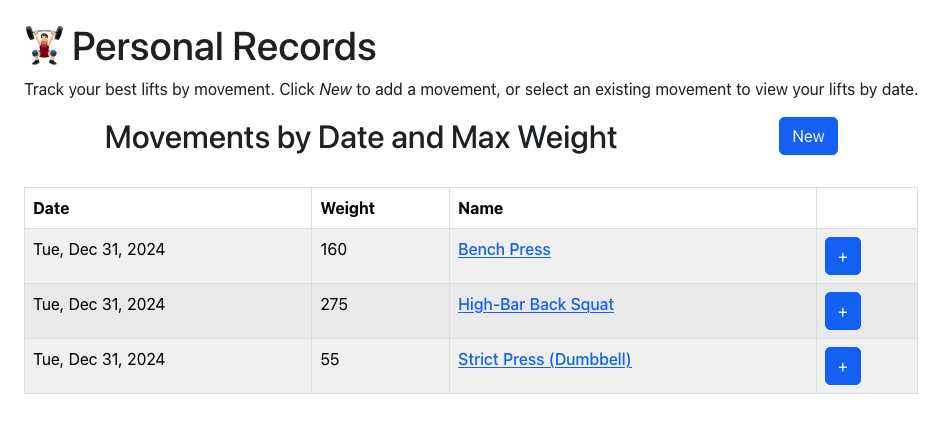 Personal Records
Track your best lifts by movement. Click New to add a movement, or select an existing movement to view your lifts by date.
Movements by Date and Max Weight New
Date Weight Name
Tue, Dec 31, 2024 160 Bench Press +
Tue, Dec 31, 2024 275 High-Bar Back Squat +
Tue, Dec 31, 2024 55 Strict Press (Dumbbell) +